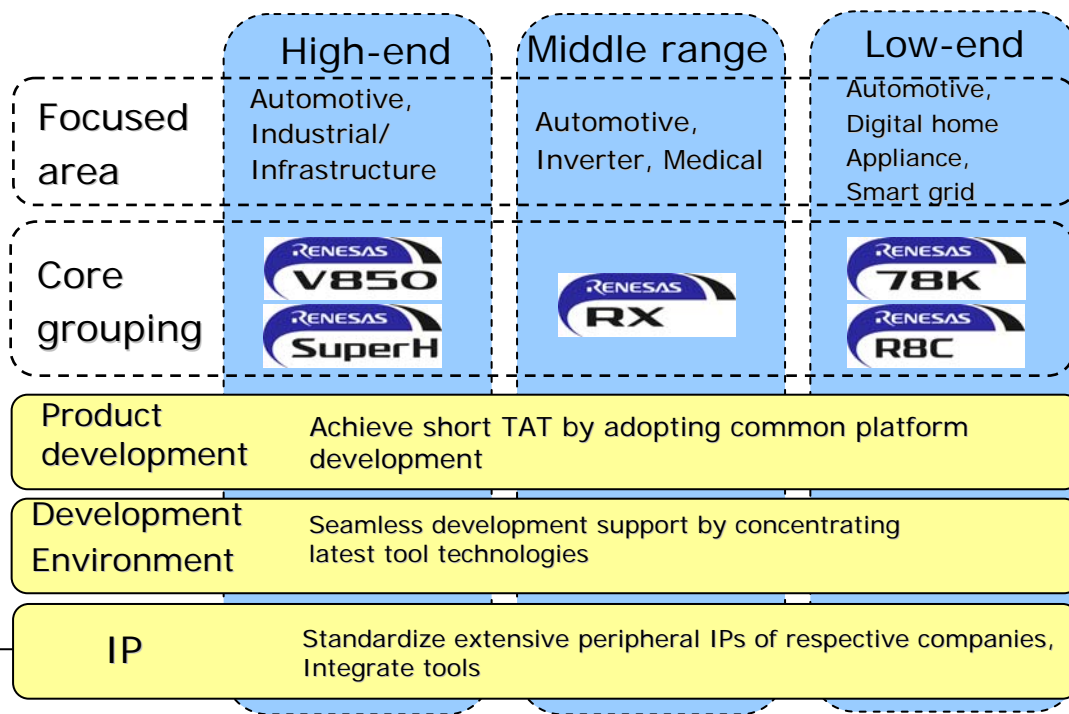 High-end
Middle range
Low-end
Focused
area
Automotive,
Industrial/
Infrastructure
Automotive,
Inverter, Medical
Automotive,
Digital home
Appliance,
Smart grid
Core
grouping
RENESAS
V850
RENESAS
SuperH
RENESAS
RX
RENESAS
78K
RENESAS
R8C
Product
development
Achieve short TAT by adopting common platform
development
Development
Environment
Seamless development support by concentrating
latest tool technologies
IP
Standardize extensive peripheral IPs of respective companies,
Integrate tools